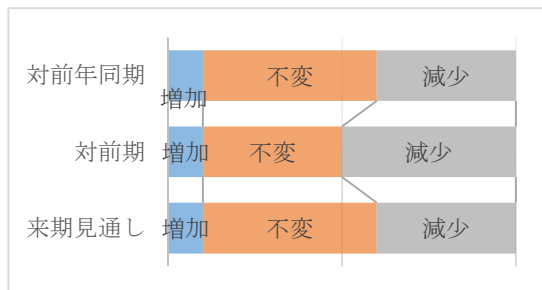 対前年同期 増加 不変 減少
対前期 増加 不変 減少
来期見通し 増加 不変 減少